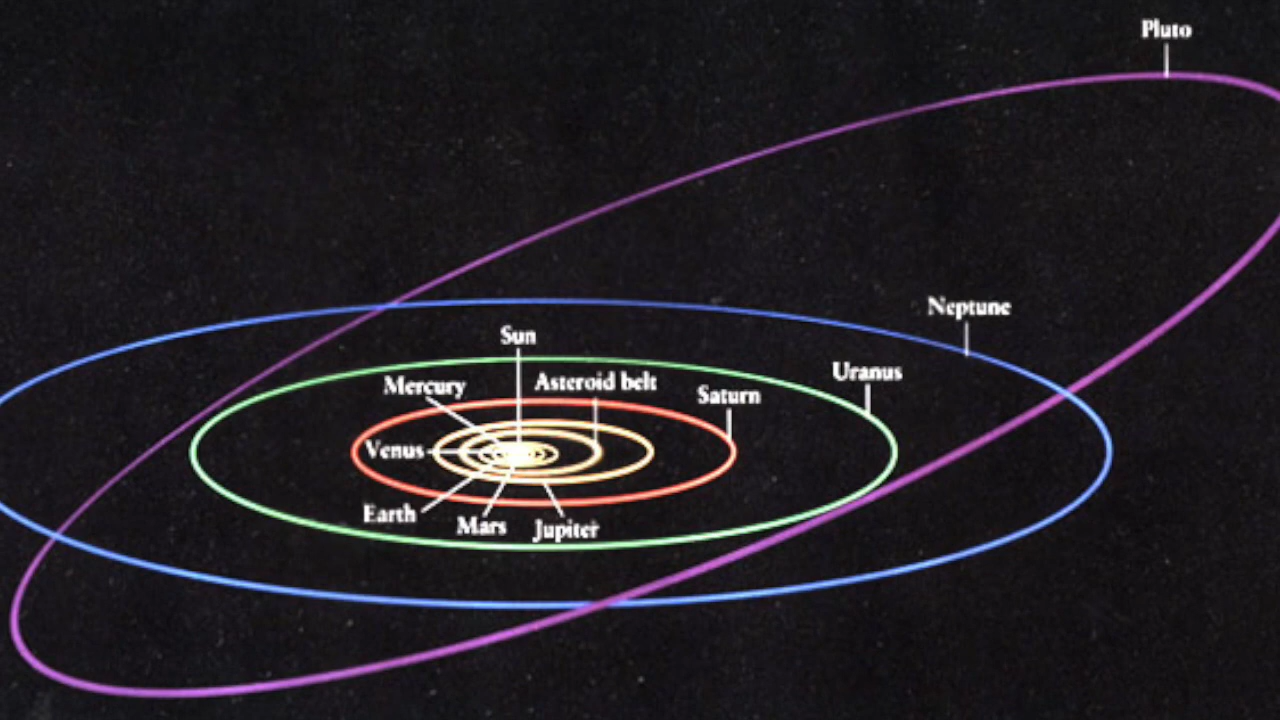 Pluto
Neptune
Sun
Uranus
Mercury
Asteroid belt
Saturn
Venus
Earth
Mars
Jupiter